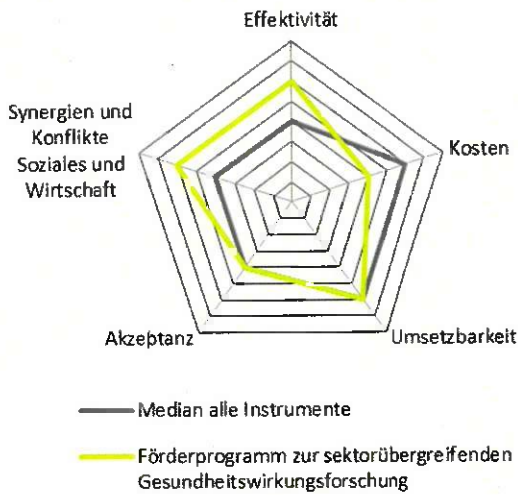 Effektivität
Synergien und
Konflikte
Soziales und
Wirtschaft
Kosten
Akzeptanz
Umsetzbarkeit
Median alle Instrumente
Förderprogramm zur sektorübergreifenden
Gesundheitswirkungsforschung